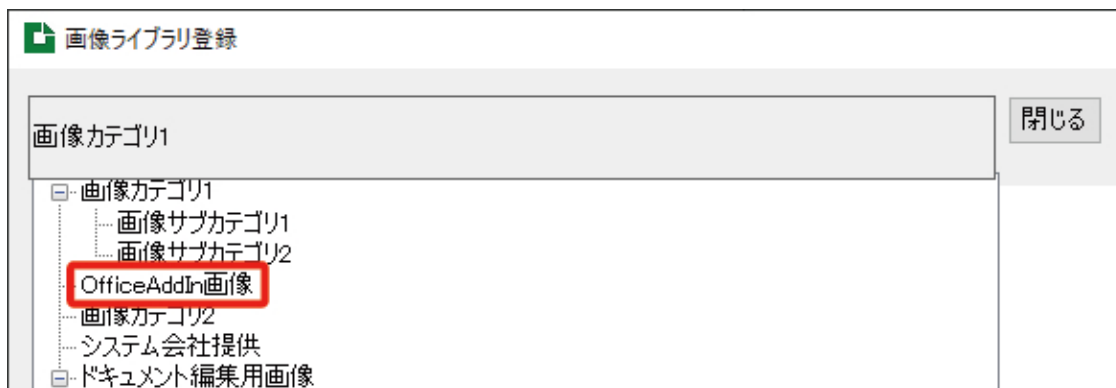 画像ライブラリ登録
画像カテゴリ1
閉じる
画像カテゴリ1
画像サブカテゴリ1
画像サブカテゴリ2
OfficeAddIn画像
画像カテゴリ2
システム会社提供
ドキュメント編集用画像